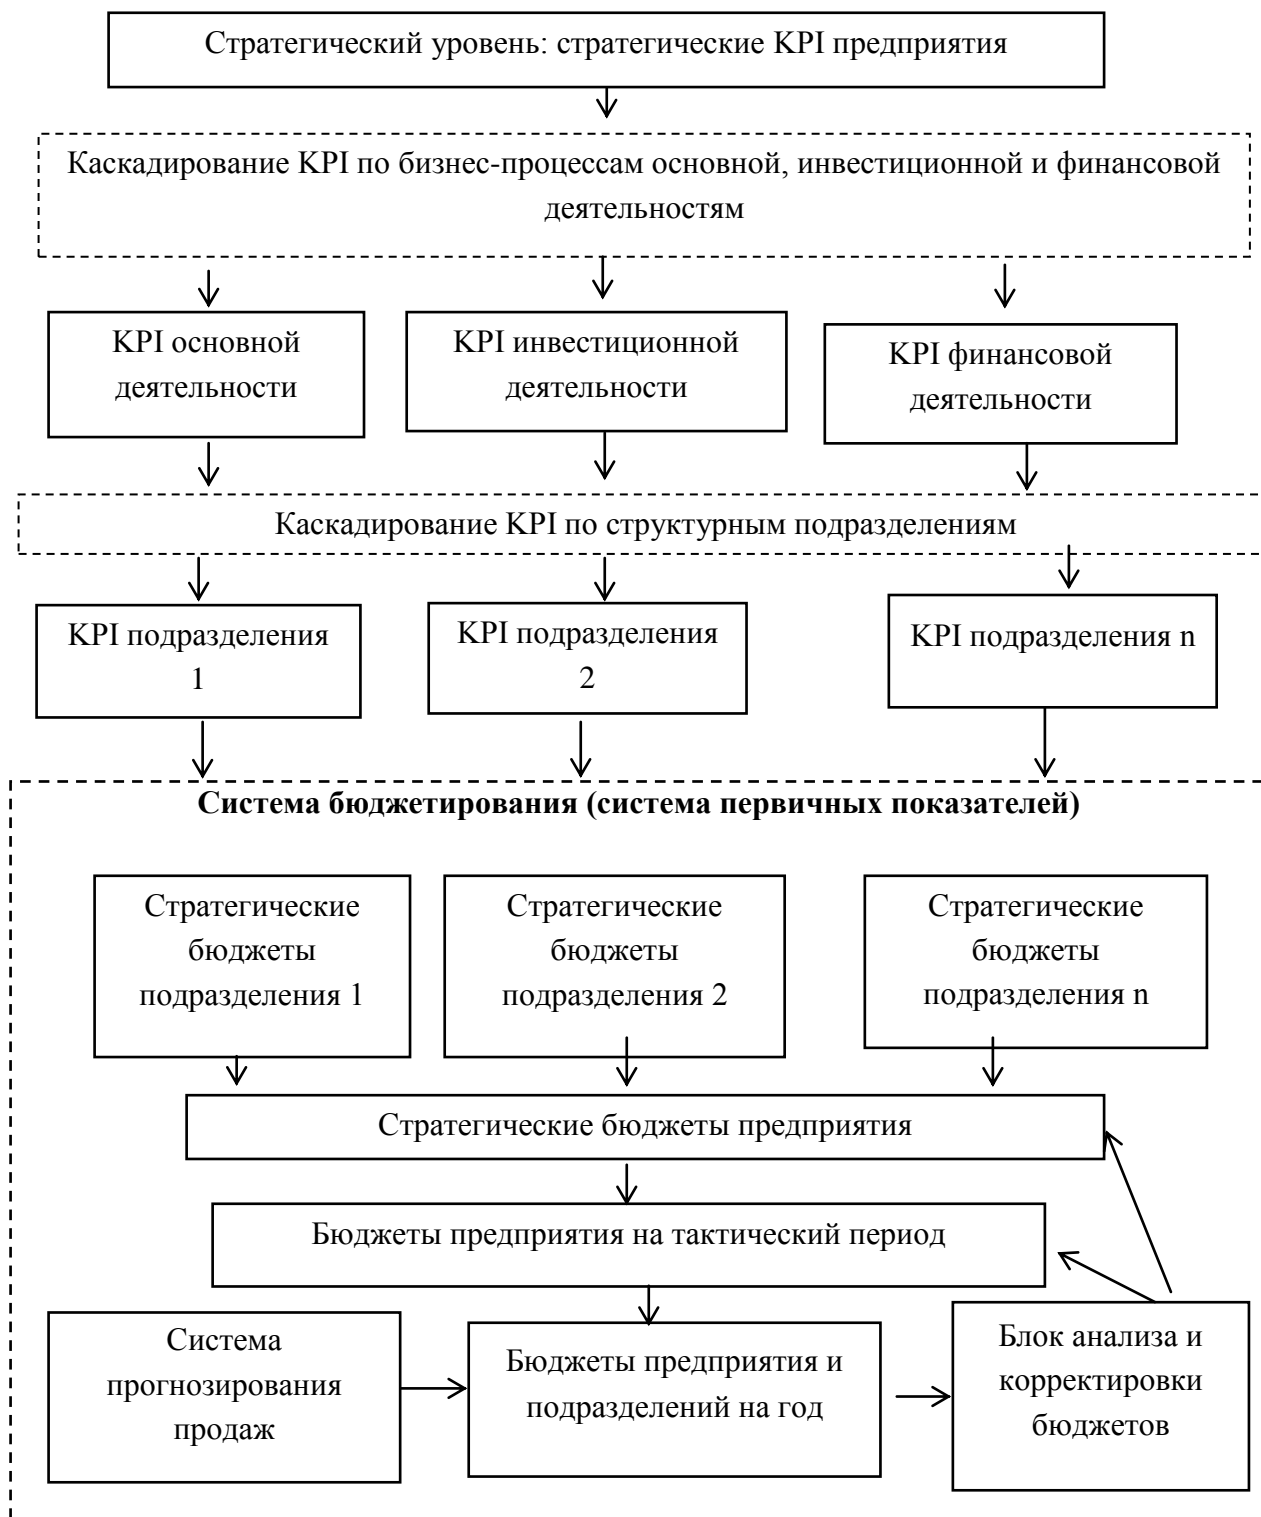 Стратегический уровень: стратегические KPI предприятия
Каскадирование KPI по бизнес-процессам основной, инвестиционной и финансовой
деятельностям
KPI основной
деятельности
KPI инвестиционной
деятельности
KPI финансовой
деятельности
Каскадирование KPI по структурным подразделениям
KPI подразделения
1
KPI подразделения
2
KPI подразделения n
Система бюджетирования (система первичных показателей)
Стратегические
бюджеты
подразделения 1
Стратегические
бюджеты
подразделения 2
Стратегические
бюджеты
подразделения n
Стратегические бюджеты предприятия
Бюджеты предприятия на тактический период
Система
прогнозирования
продаж
Бюджеты предприятия и
подразделений на год
Блок анализа и
корректировки
бюджетов